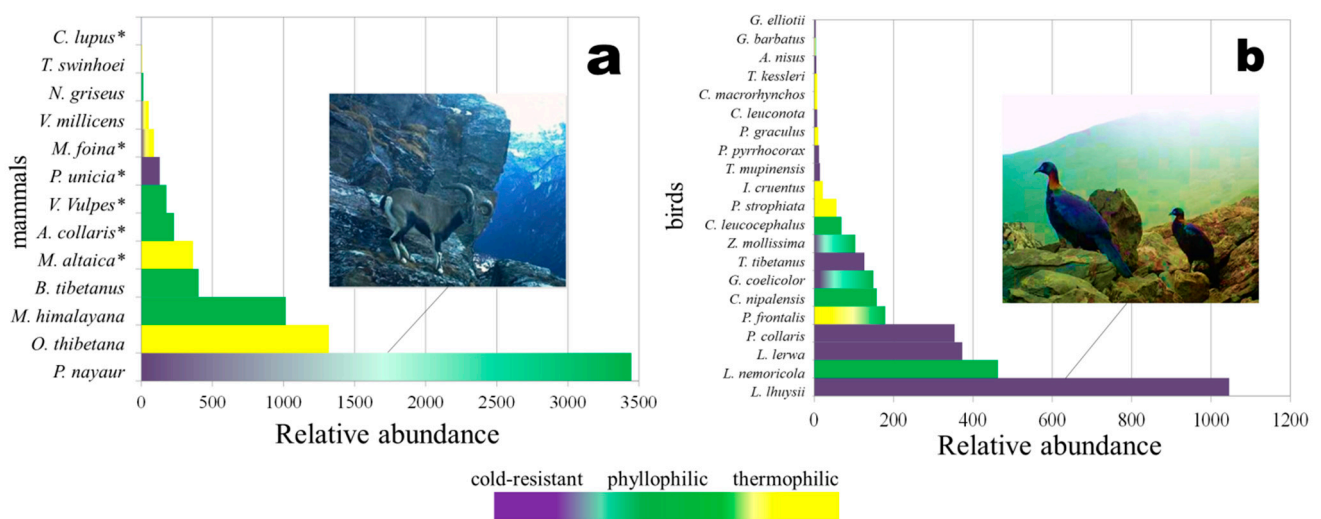 a
mammals
C. lupus*
T. swinhoei
N. griseus
V. millicens
M. foina*
P. unicia*
V. Vulpes*
A. collaris*
M. altaica*
B. tibetanus
M. himalayana
O. thibetana
P. nayaur
0 500 1000 1500 2000 2500 3000 3500
Relative abundance
b
birds
G. elliotii
G. barbatus
A. nisus
T. kessleri
C. macrorhynchos
C. leuconota
P. graculus
P. pyrrhocorax
T. mupinensis
I. cruentus
P. strophiata
C. leucocephalus
Z. mollissima
T. tibetanus
G. coelicolor
C. nipalensis
P. frontalis
P. collaris
L. lerwa
L. nemoricola
L. lhuysii
0 200 400 600 800 1000 1200
Relative abundance
cold-resistant phyllophilic thermophilic